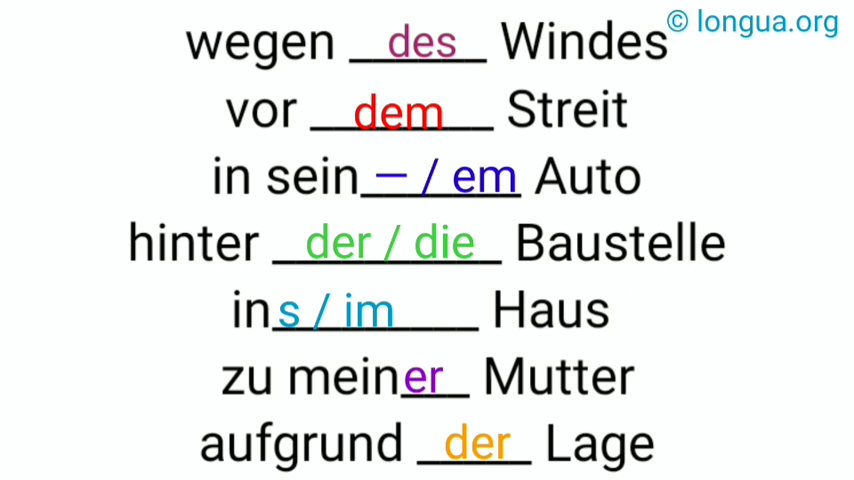 © longua.org
wegen des Windes
vor dem Streit
in sein— / em Auto
hinter der / die Baustelle
ins / im Haus
zu meiner Mutter
aufgrund der Lage